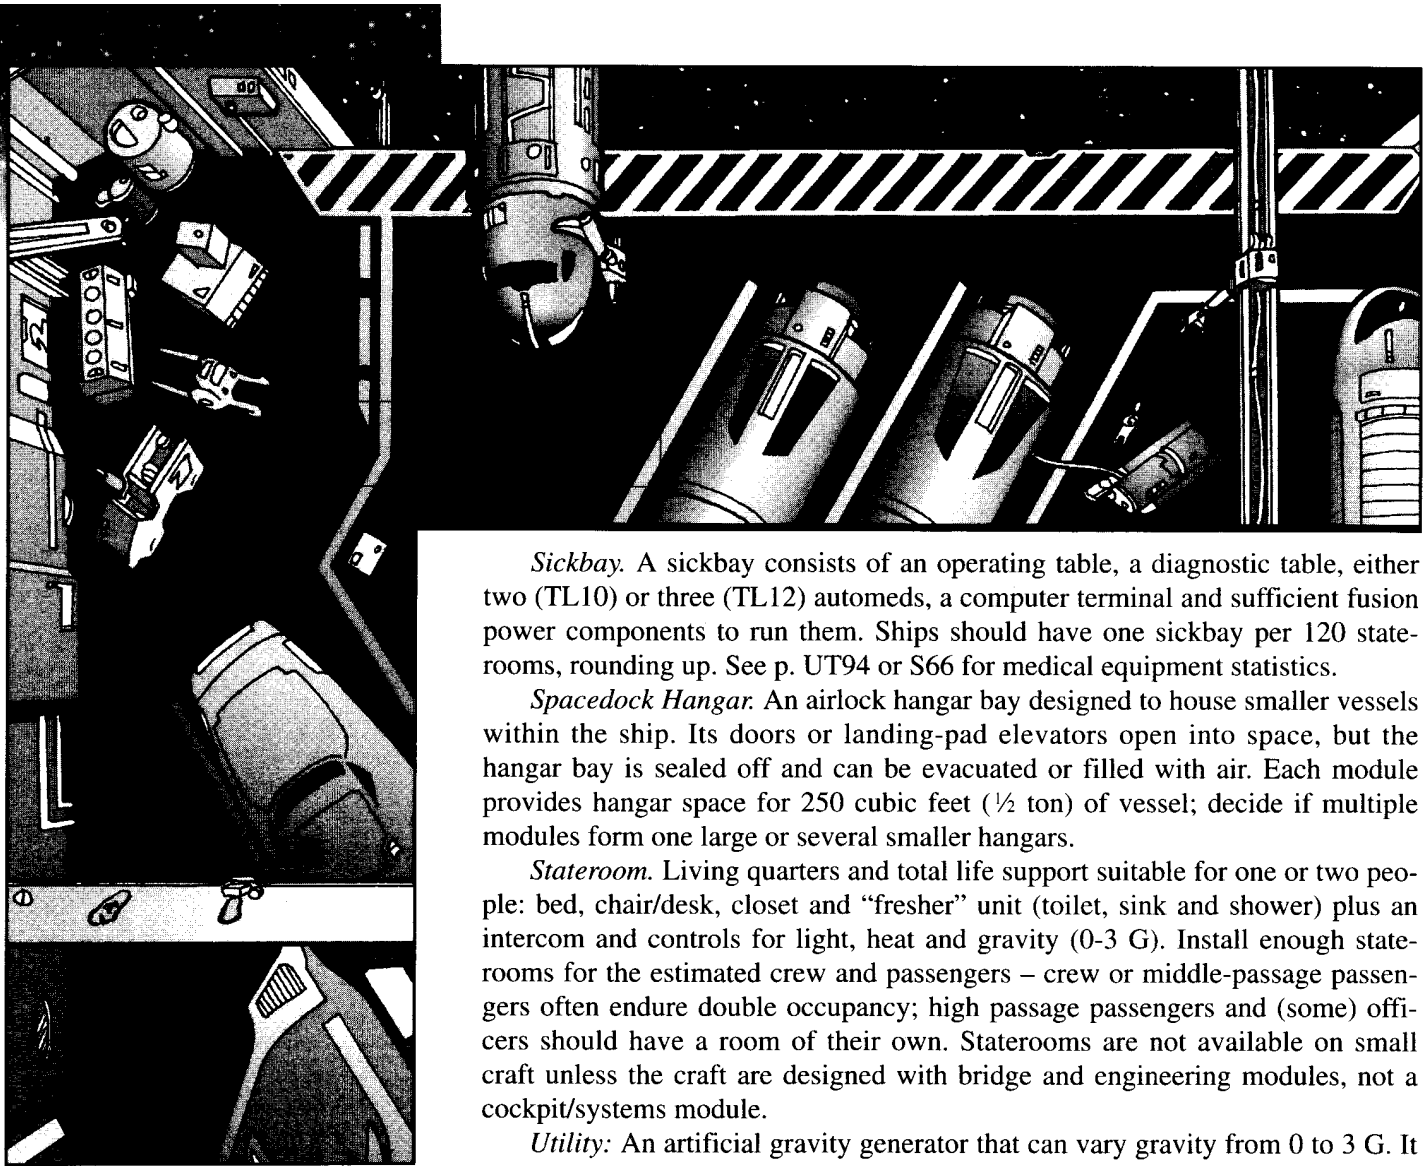 52
N
Sickbay. A sickbay consists of an operating table, a diagnostic table, either
two (TL10) or three (TL12) automeds, a computer terminal and sufficient fusion
power components to run them. Ships should have one sickbay per 120 state-
rooms, rounding up. See p. UT94 or S66 for medical equipment statistics.
Spacedock Hangar. An airlock hangar bay designed to house smaller vessels
within the ship. Its doors or landing-pad elevators open into space, but the
hangar bay is sealed off and can be evacuated or filled with air. Each module
provides hangar space for 250 cubic feet (½ ton) of vessel; decide if multiple
modules form one large or several smaller hangars.
Stateroom. Living quarters and total life support suitable for one or two peo-
ple: bed, chair/desk, closet and “fresher” unit (toilet, sink and shower) plus an
intercom and controls for light, heat and gravity (0-3 G). Install enough state-
rooms for the estimated crew and passengers – crew or middle-passage passen-
gers often endure double occupancy; high passage passengers and (some) offi-
cers should have a room of their own. Staterooms are not available on small
craft unless the craft are designed with bridge and engineering modules, not a
cockpit/systems module.
Utility: An artificial gravity generator that can vary gravity from 0 to 3 G. It